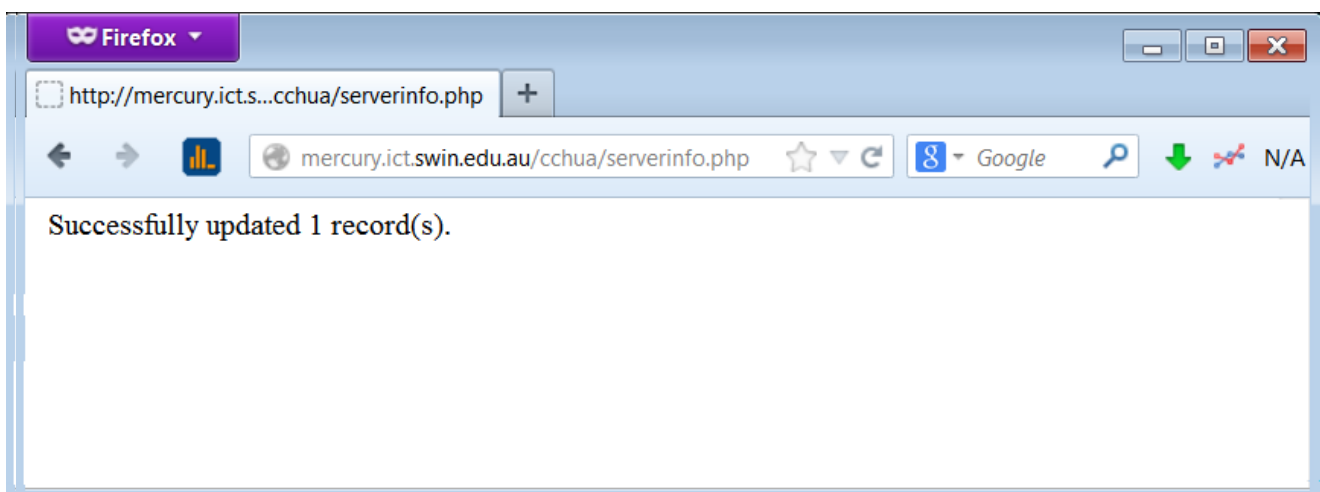 Firefox
http://mercury.ict.s...cchua/serverinfo.php
mercury.ict.swin.edu.au/cchua/serverinfo.php
8 Google
N/A
Successfully updated 1 record(s).